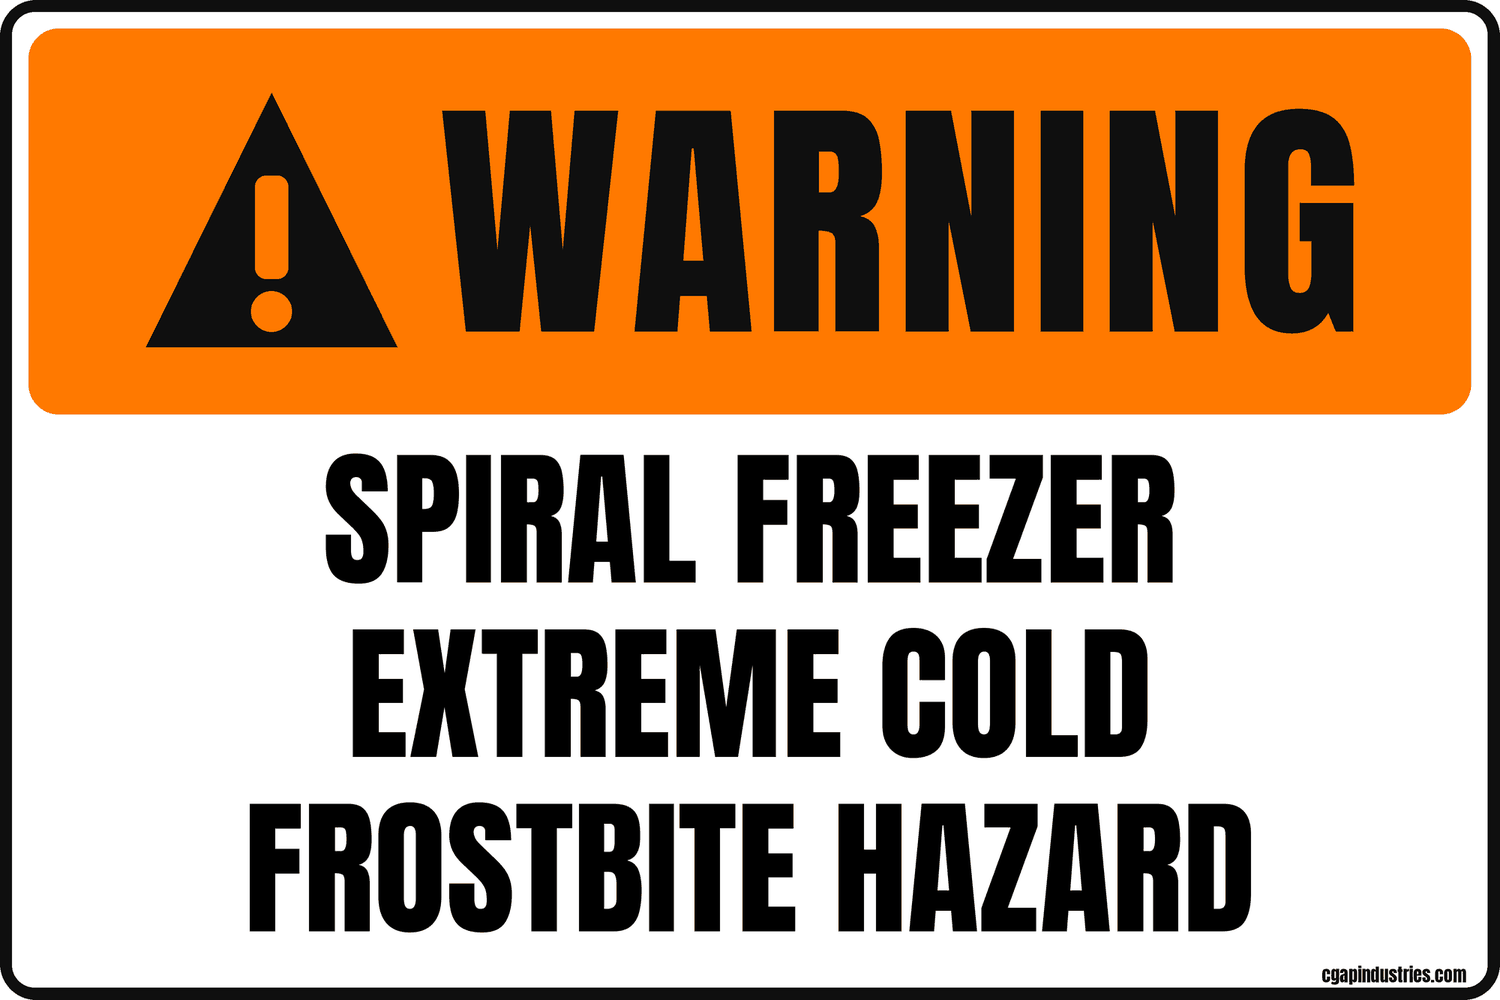 WARNING
SPIRAL FREEZER
EXTREME COLD
FROSTBITE HAZARD
cgapindustries.com